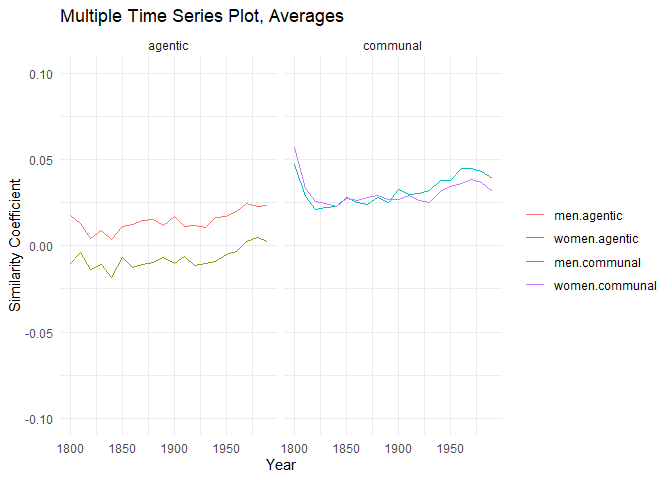 Multiple Time Series Plot, Averages
agentic
communal
0.10
0.05
0.00
-0.05
-0.10
Similarity Coefficient
1800
1850
1900
1950
1800
1850
1900
1950
Year
men.agentic
women.agentic
men.communal
women.communal